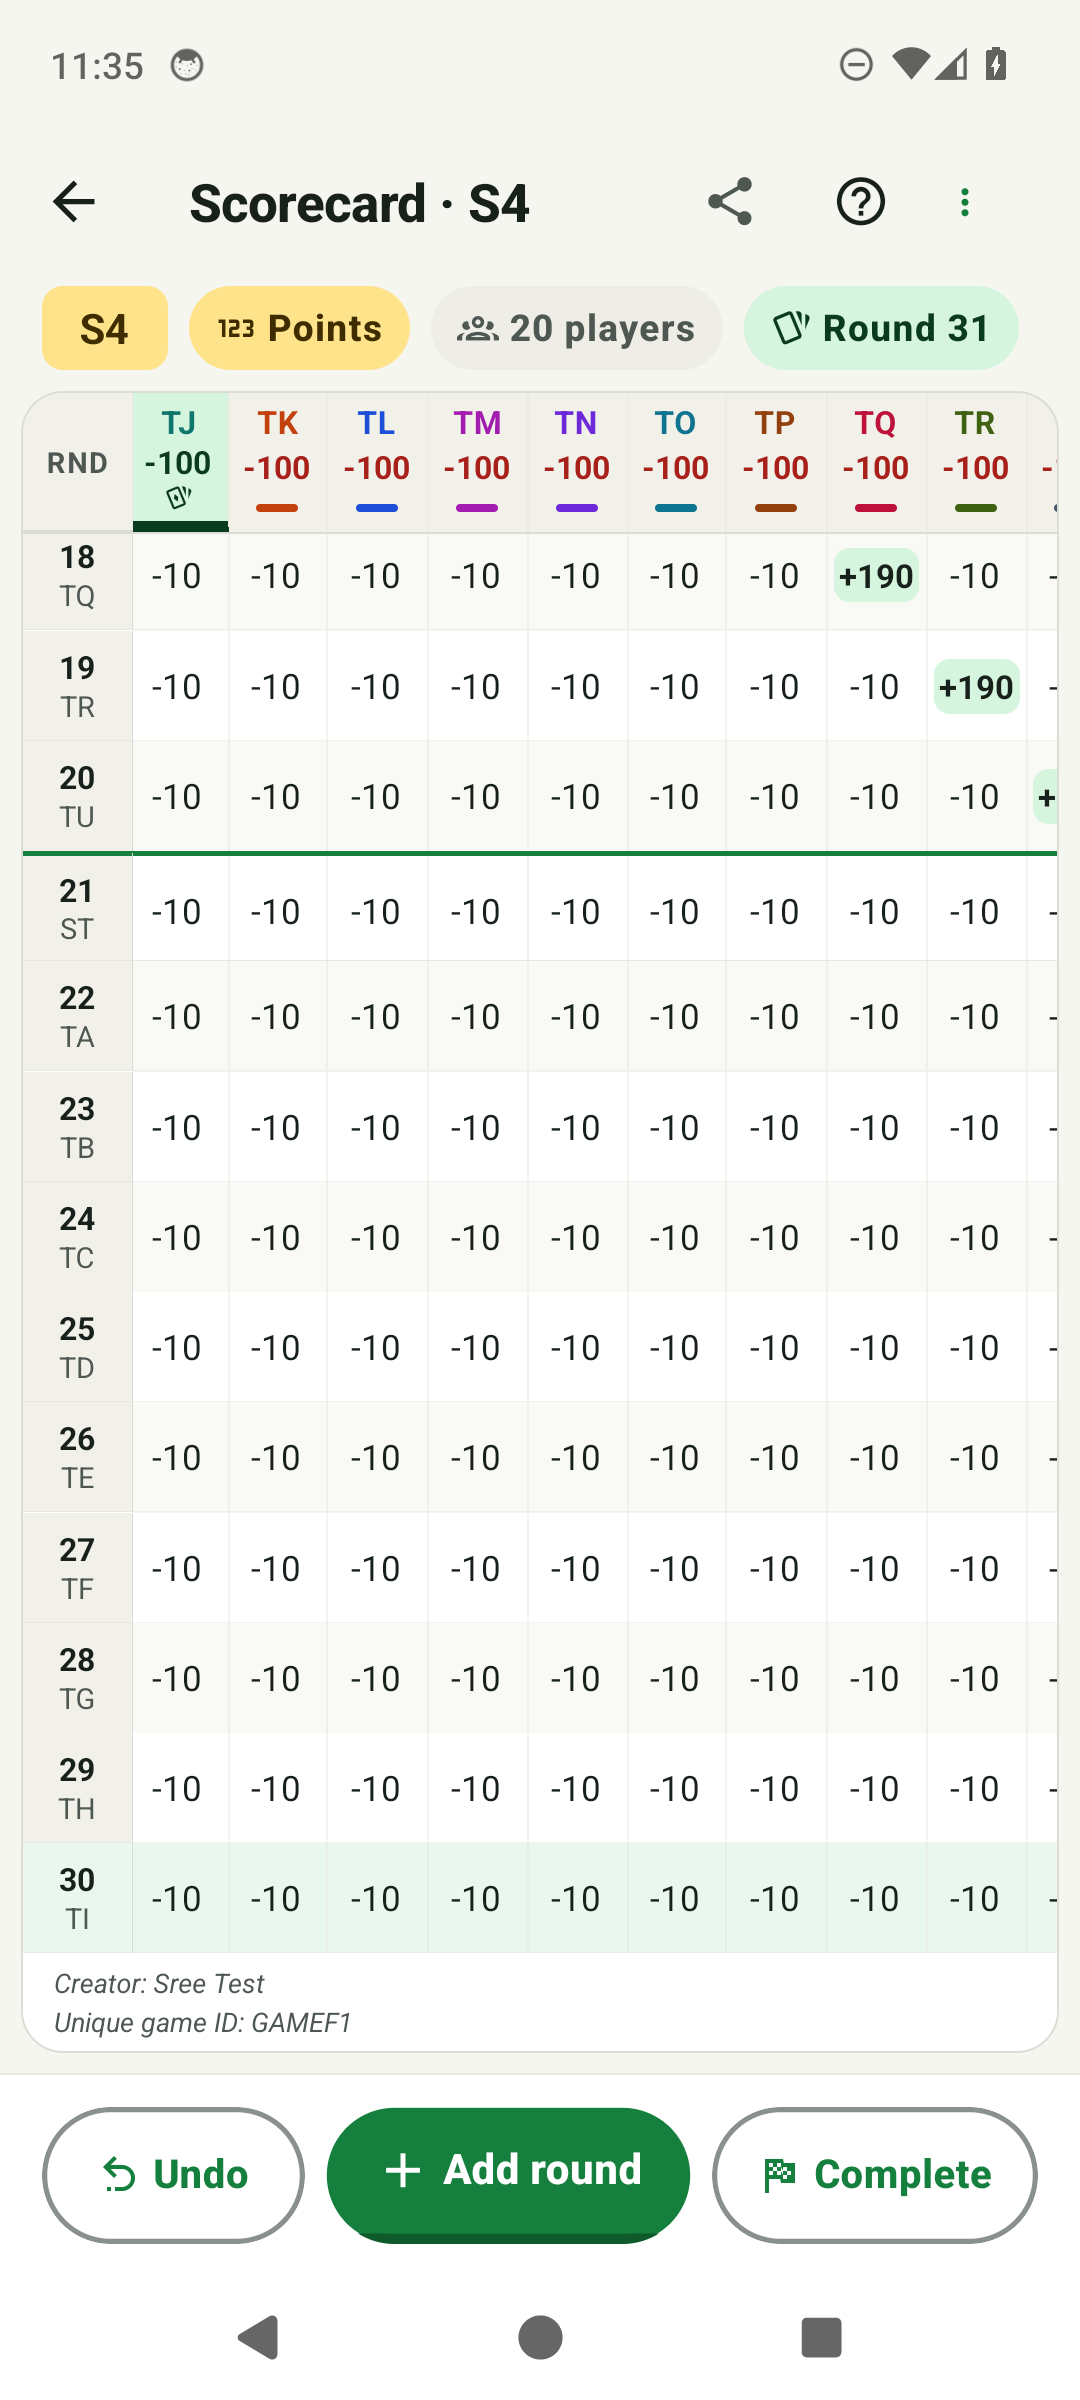 11:35
Scorecard · S4
S4 123 Points 20 players Round 31
RND TJ TK TL TM TN TO TP TQ TR
-100 -100 -100 -100 -100 -100 -100 -100 -100
18 TQ -10 -10 -10 -10 -10 -10 -10 +190 -10
19 TR -10 -10 -10 -10 -10 -10 -10 -10 +190
20 TU -10 -10 -10 -10 -10 -10 -10 -10 -10
21 ST -10 -10 -10 -10 -10 -10 -10 -10 -10
22 TA -10 -10 -10 -10 -10 -10 -10 -10 -10
23 TB -10 -10 -10 -10 -10 -10 -10 -10 -10
24 TC -10 -10 -10 -10 -10 -10 -10 -10 -10
25 TD -10 -10 -10 -10 -10 -10 -10 -10 -10
26 TE -10 -10 -10 -10 -10 -10 -10 -10 -10
27 TF -10 -10 -10 -10 -10 -10 -10 -10 -10
28 TG -10 -10 -10 -10 -10 -10 -10 -10 -10
29 TH -10 -10 -10 -10 -10 -10 -10 -10 -10
30 TI -10 -10 -10 -10 -10 -10 -10 -10 -10
Creator: Sree Test
Unique game ID: GAMEF1
Undo + Add round Complete